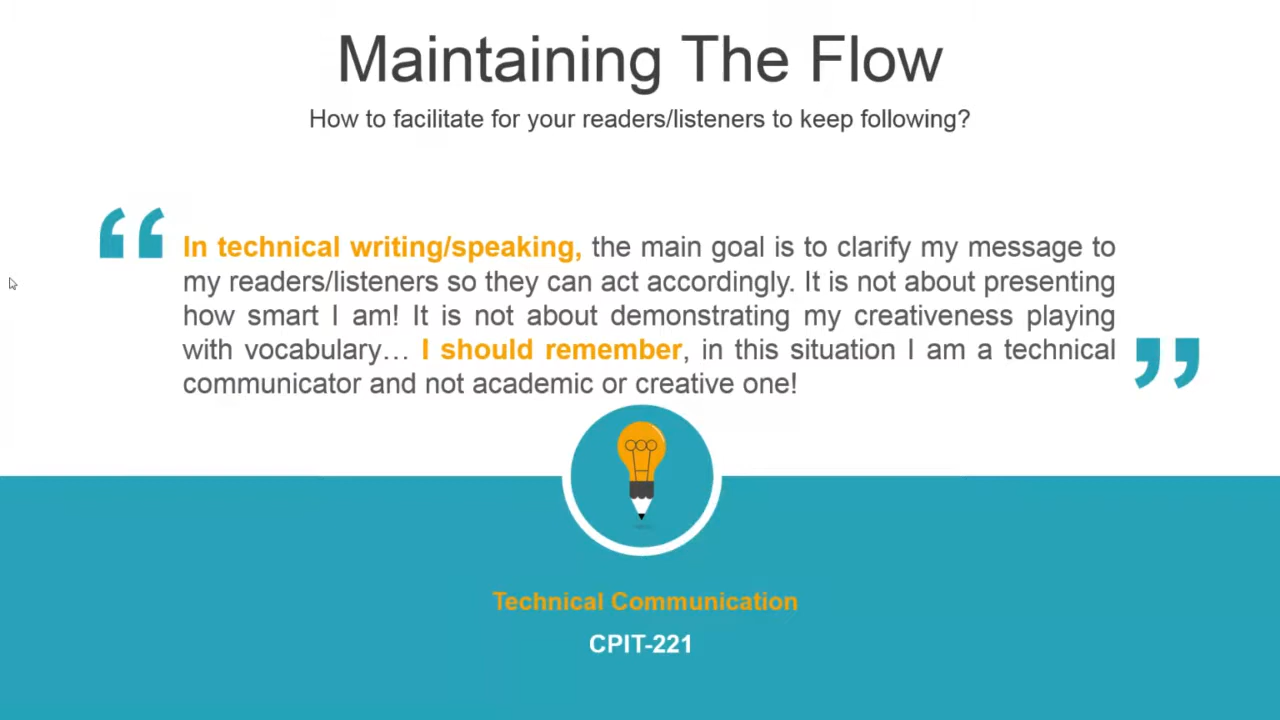 Maintaining The Flow
How to facilitate for your readers/listeners to keep following?
In technical writing/speaking, the main goal is to clarify my message to
my readers/listeners so they can act accordingly. It is not about presenting
how smart I am! It is not about demonstrating my creativeness playing
with vocabulary… I should remember, in this situation I am a technical
communicator and not academic or creative one!
Technical Communication
CPIT-221